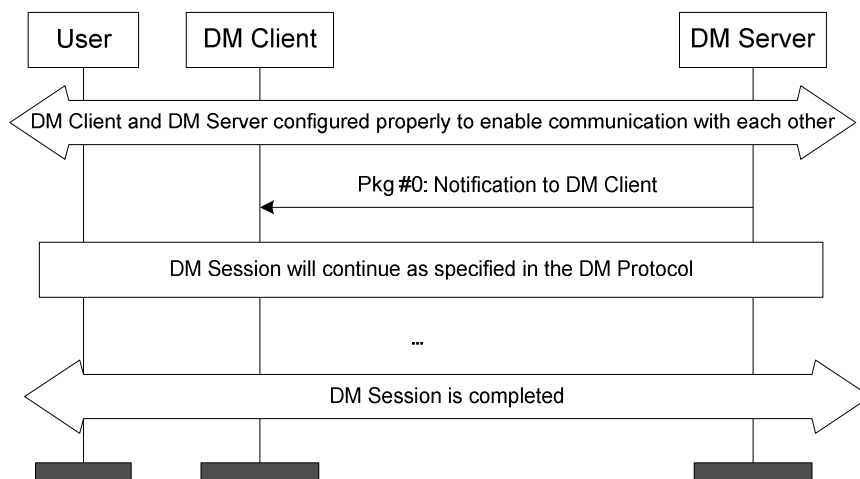 User
DM Client
DM Server
DM Client and DM Server configured properly to enable communication with each other
Pkg #0: Notification to DM Client
DM Session will continue as specified in the DM Protocol
...
DM Session is completed